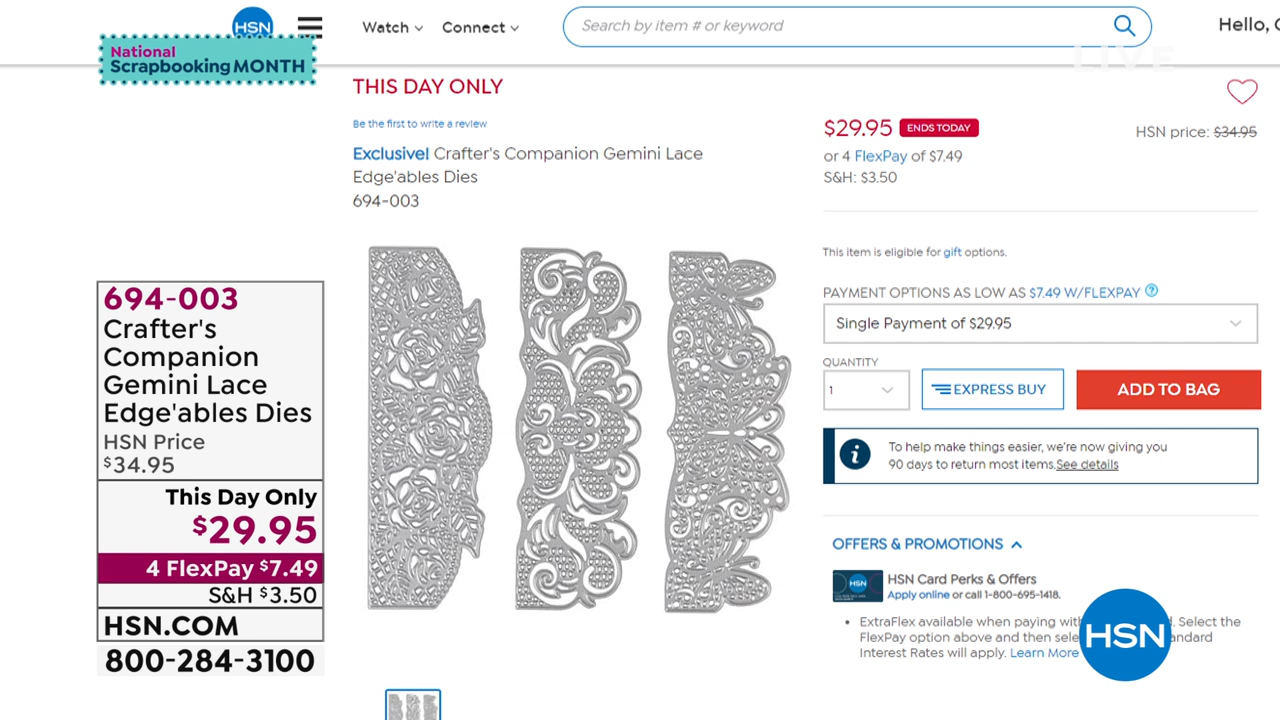 HSN
Watch
Connect
Search by item # or keyword
Hello,
National
Scrapbooking MONTH
LIVE
THIS DAY ONLY
Be the first to write a review
Exclusive! Crafter's Companion Gemini Lace
Edge'ables Dies
694-003
$29.95 ENDS TODAY
HSN price: $34.95
or 4 FlexPay of $7.49
S&H: $3.50
This item is eligible for gift options.
PAYMENT OPTIONS AS LOW AS $7.49 W/FLEXPAY ?
Single Payment of $29.95
QUANTITY
1
EXPRESS BUY
ADD TO BAG
i
To help make things easier, we're now giving you
90 days to return most items.See details
OFFERS & PROMOTIONS
HSN
HSN Card Perks & Offers
Apply online or call 1-800-695-1418.
• ExtraFlex available when paying with Select the
FlexPay option above and then
Interest Rates will apply. Learn More
HSN
694-003
Crafter's
Companion
Gemini Lace
Edge'ables Dies
HSN Price
$34.95
This Day Only
$29.95
4 FlexPay $7.49
S&H $3.50
HSN.COM
800-284-3100